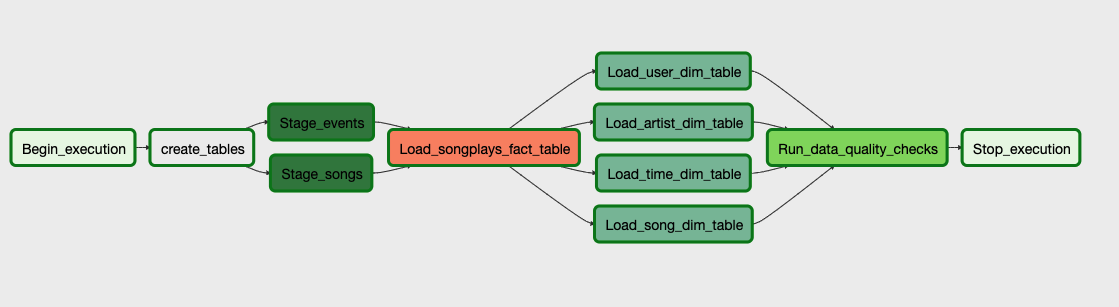 Begin_execution
create_tables
Stage_events
Stage_songs
Load_songplays_fact_table
Load_user_dim_table
Load_artist_dim_table
Load_time_dim_table
Load_song_dim_table
Run_data_quality_checks
Stop_execution